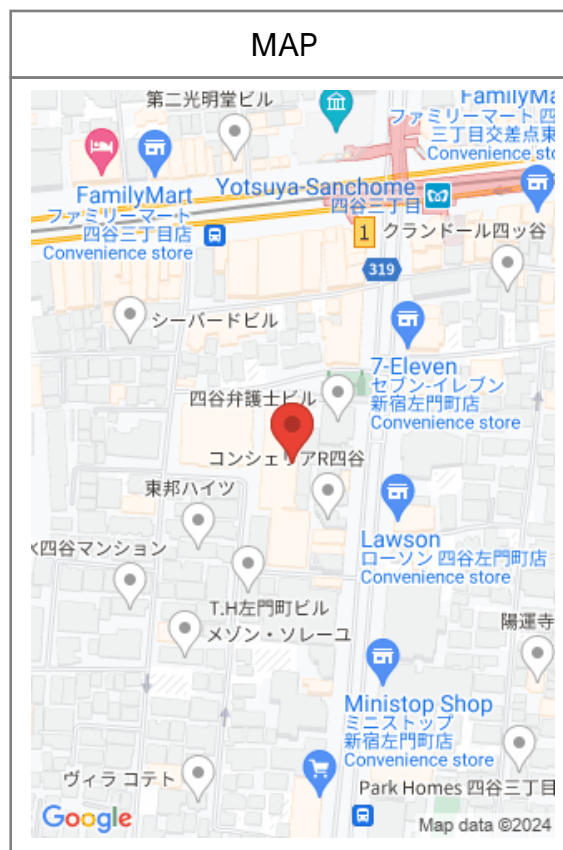 MAP
第二光明堂ビル
FamilyMa
ファミリーマート 四
三丁目交差点東
Convenience sto
FamilyMart
ファミリーマート
四谷三丁目店
Convenience store
Yotsuya-Sanchome
四谷三丁目
1
クランドール四ッ谷
319
シーバードビル
7-Eleven
セブン-イレブン
新宿左門町店
Convenience store
四谷弁護士ビル
コンシェリアR四谷
東邦ハイツ
Lawson
ローソン 四谷左門町店
Convenience store
四谷マンション
T.H左門町ビル
メゾン・ソレーユ
陽運寺
Ministop Shop
ミニストップ
新宿左門町店
Convenience store
ヴィラ コテト
Park Homes 四谷三丁目
Google
Map data ©2024